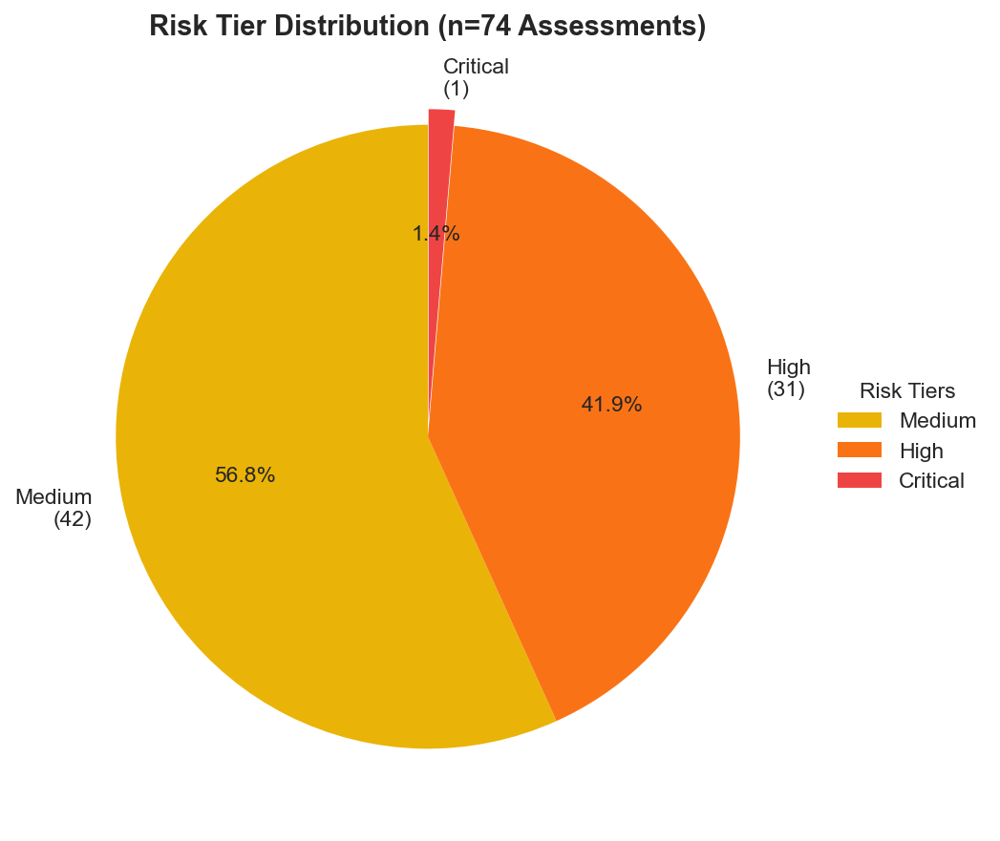 Risk Tier Distribution (n=74 Assessments)
Critical
(1)
1.4%
High
(31)
41.9%
56.8%
Medium
(42)
Risk Tiers
Medium
High
Critical